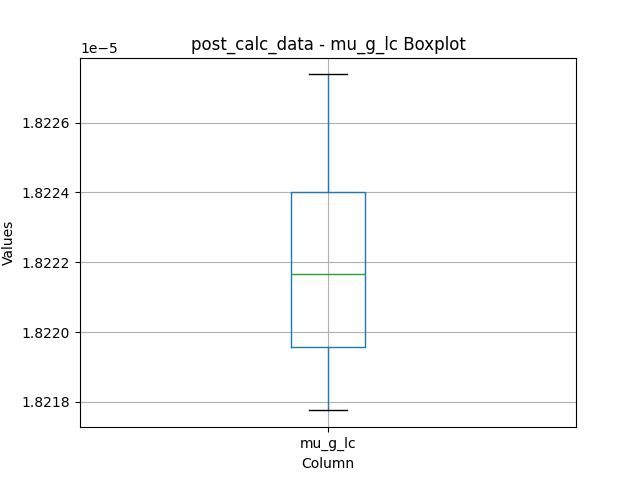 post_calc_data - mu_g_lc Boxplot
1e−5
1.8226
1.8224
1.8222
1.8220
1.8218
Values
mu_g_lc
Column